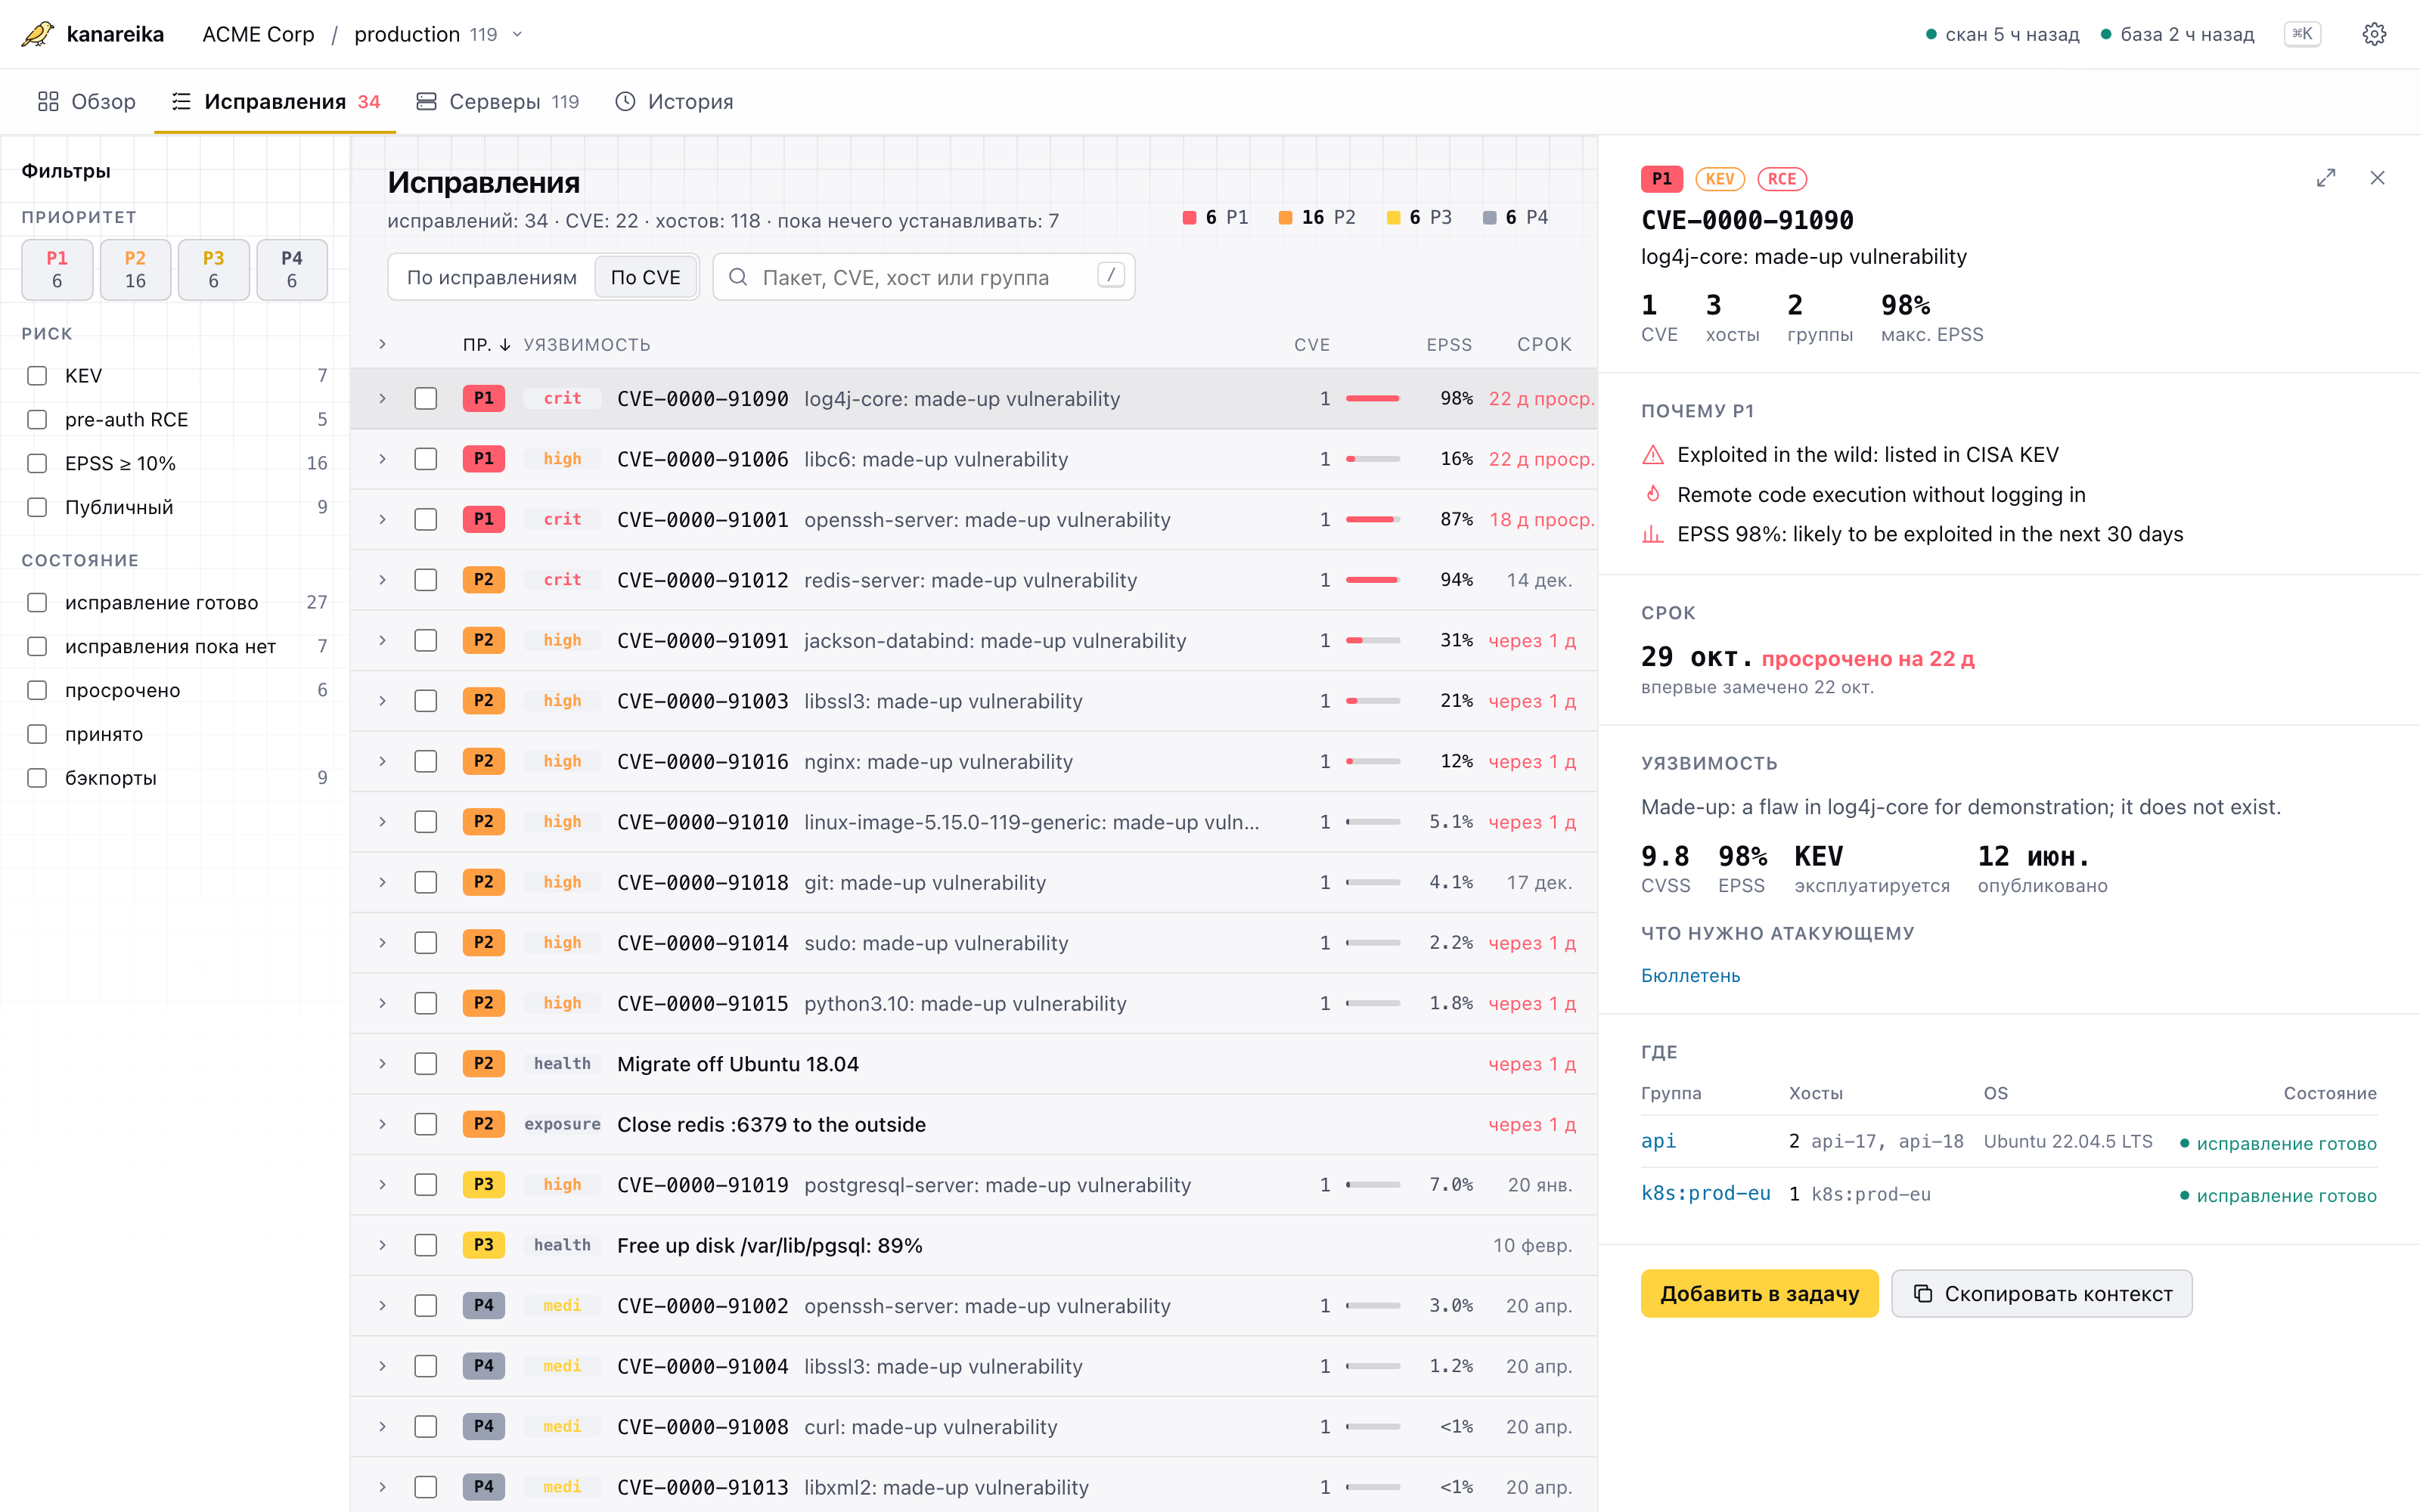 kanareika ACME Corp / production 119
скан 5 ч назад база 2 ч назад ⌘K
Обзор Исправления 34 Серверы 119 История
Фильтры
ПРИОРИТЕТ
P1 P2 P3 P4
6 16 6 6
РИСК
KEV 7
pre-auth RCE 5
EPSS ≥ 10% 16
Публичный 9
СОСТОЯНИЕ
исправление готово 27
исправления пока нет 7
просрочено 6
принято
бэкпорты 9
Исправления
исправлений: 34 · CVE: 22 · хостов: 118 · пока нечего устанавливать: 7
6 P1 16 P2 6 P3 6 P4
По исправлениям По CVE Пакет, CVE, хост или группа /
ПР. ↓ УЯЗВИМОСТЬ CVE EPSS СРОК
P1 crit CVE-0000-91090 log4j-core: made-up vulnerability 1 98% 22 д проср.
P1 high CVE-0000-91006 libc6: made-up vulnerability 1 16% 22 д проср.
P1 crit CVE-0000-91001 openssh-server: made-up vulnerability 1 87% 18 д проср.
P2 crit CVE-0000-91012 redis-server: made-up vulnerability 1 94% 14 дек.
P2 high CVE-0000-91091 jackson-databind: made-up vulnerability 1 31% через 1 д
P2 high CVE-0000-91003 libssl3: made-up vulnerability 1 21% через 1 д
P2 high CVE-0000-91016 nginx: made-up vulnerability 1 12% через 1 д
P2 high CVE-0000-91010 linux-image-5.15.0-119-generic: made-up vuln... 1 5.1% через 1 д
P2 high CVE-0000-91018 git: made-up vulnerability 1 4.1% 17 дек.
P2 high CVE-0000-91014 sudo: made-up vulnerability 1 2.2% через 1 д
P2 high CVE-0000-91015 python3.10: made-up vulnerability 1 1.8% через 1 д
P2 health Migrate off Ubuntu 18.04 через 1 д
P2 exposure Close redis :6379 to the outside через 1 д
P3 high CVE-0000-91019 postgresql-server: made-up vulnerability 1 7.0% 20 янв.
P3 health Free up disk /var/lib/pgsql: 89% 10 февр.
P4 medi CVE-0000-91002 openssh-server: made-up vulnerability 1 3.0% 20 апр.
P4 medi CVE-0000-91004 libssl3: made-up vulnerability 1 1.2% 20 апр.
P4 medi CVE-0000-91008 curl: made-up vulnerability 1 <1% 20 апр.
P4 medi CVE-0000-91013 libxml2: made-up vulnerability 1 <1% 20 апр.
P1 KEV RCE
CVE-0000-91090
log4j-core: made-up vulnerability
1 3 2 98%
CVE хосты группы макс. EPSS
ПОЧЕМУ P1
Exploited in the wild: listed in CISA KEV
Remote code execution without logging in
EPSS 98%: likely to be exploited in the next 30 days
СРОК
29 окт. просрочено на 22 д
впервые замечено 22 окт.
УЯЗВИМОСТЬ
Made-up: a flaw in log4j-core for demonstration; it does not exist.
9.8 98% KEV 12 июн.
CVSS EPSS эксплуатируется опубликовано
ЧТО НУЖНО АТАКУЮЩЕМУ
Бюллетень
ГДЕ
Группа Хосты OS Состояние
api 2 api-17, api-18 Ubuntu 22.04.5 LTS исправление готово
k8s:prod-eu 1 k8s:prod-eu исправление готово
Добавить в задачу Скопировать контекст